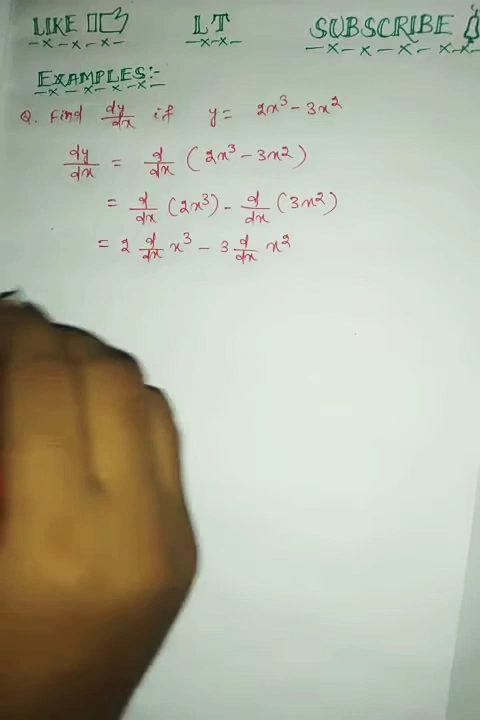 LIKE LT SUBSCRIBE
-x-x-x- -x-x- -x-x-x-x-x-
EXAMPLES:-
-x-x-x-x-x-
Q. Find dy/dx if y = 2x³ - 3x²
dy/dx = d/dx (2x³ - 3x²)
= d/dx (2x³) - d/dx (3x²)
= 2 d/dx x³ - 3 d/dx x²